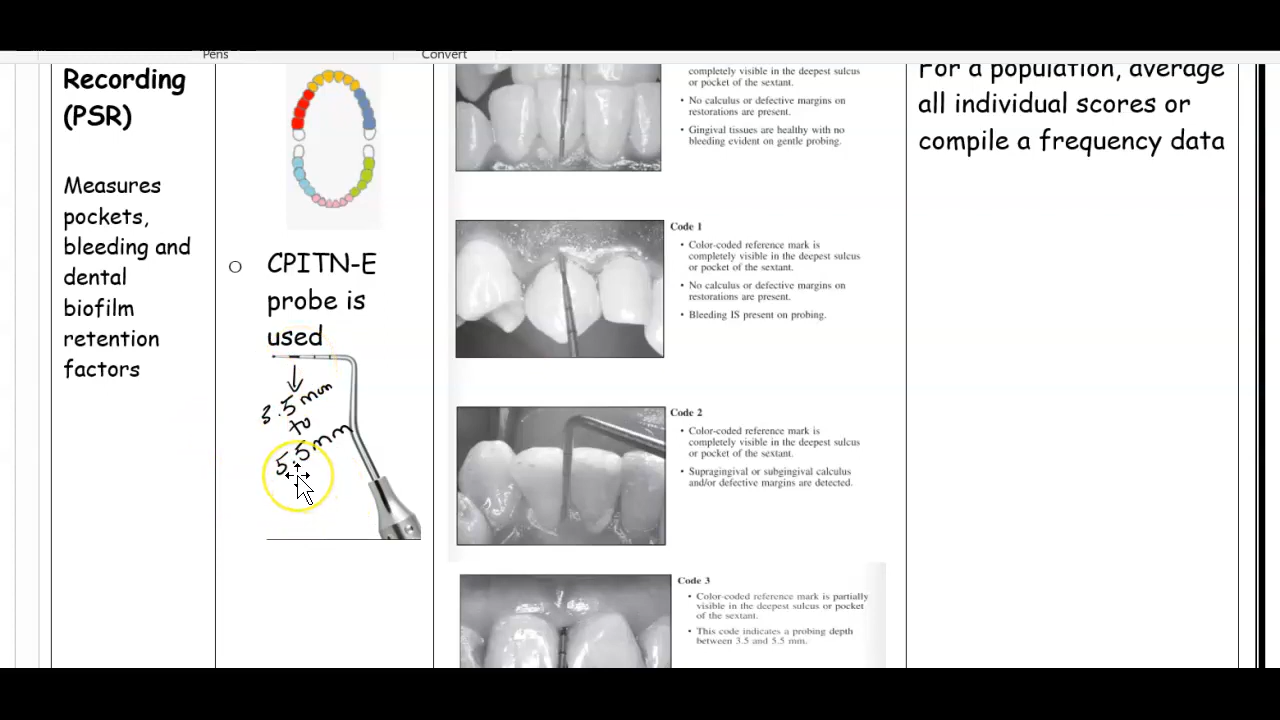 Pens
Convert
Recording
(PSR)
Measures
pockets,
bleeding and
dental
biofilm
retention
factors
CPITN-E
probe is
used
3.5 mm
to
5.5 mm
completely visible in the deepest sulcus
or pocket of the sextant.
• No calculus or defective margins on
restorations are present.
• Gingival tissues are healthy with no
bleeding evident on gentle probing.
Code 1
• Color-coded reference mark is
completely visible in the deepest sulcus
or pocket of the sextant.
• No calculus or defective margins on
restorations are present.
• Bleeding IS present on probing.
Code 2
• Color-coded reference mark is
completely visible in the deepest sulcus
or pocket of the sextant.
• Supragingival or subgingival calculus
and/or defective margins are detected.
Code 3
• Color-coded reference mark is partially
visible in the deepest sulcus or pocket
of the sextant.
• This code indicates a probing depth
between 3.5 and 5.5 mm.
For a population, average
all individual scores or
compile a frequency data